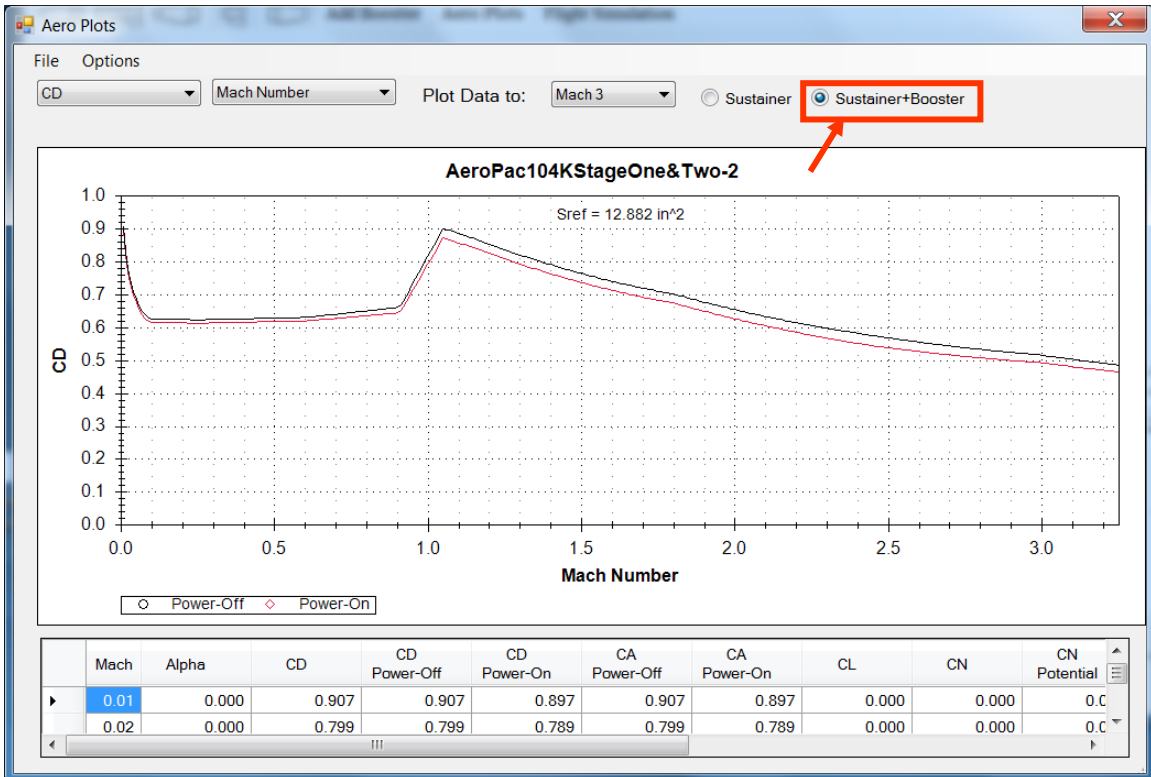 Add Booster Aero Plots Flight Simulation
Aero Plots
File Options
CD Mach Number Plot Data to: Mach 3 Sustainer Sustainer+Booster
AeroPac104KStageOne&Two-2
Sref = 12.882 in^2
1.0
0.9
0.8
0.7
0.6
0.5
0.4
0.3
0.2
0.1
0.0
CD
0.0 0.5 1.0 1.5 2.0 2.5 3.0
Mach Number
Power-Off Power-On
Mach Alpha CD CD Power-Off CD Power-On CA Power-Off CA Power-On CL CN CN Potential
0.01 0.000 0.907 0.907 0.897 0.907 0.897 0.000 0.000
0.02 0.000 0.799 0.799 0.789 0.799 0.789 0.000 0.000